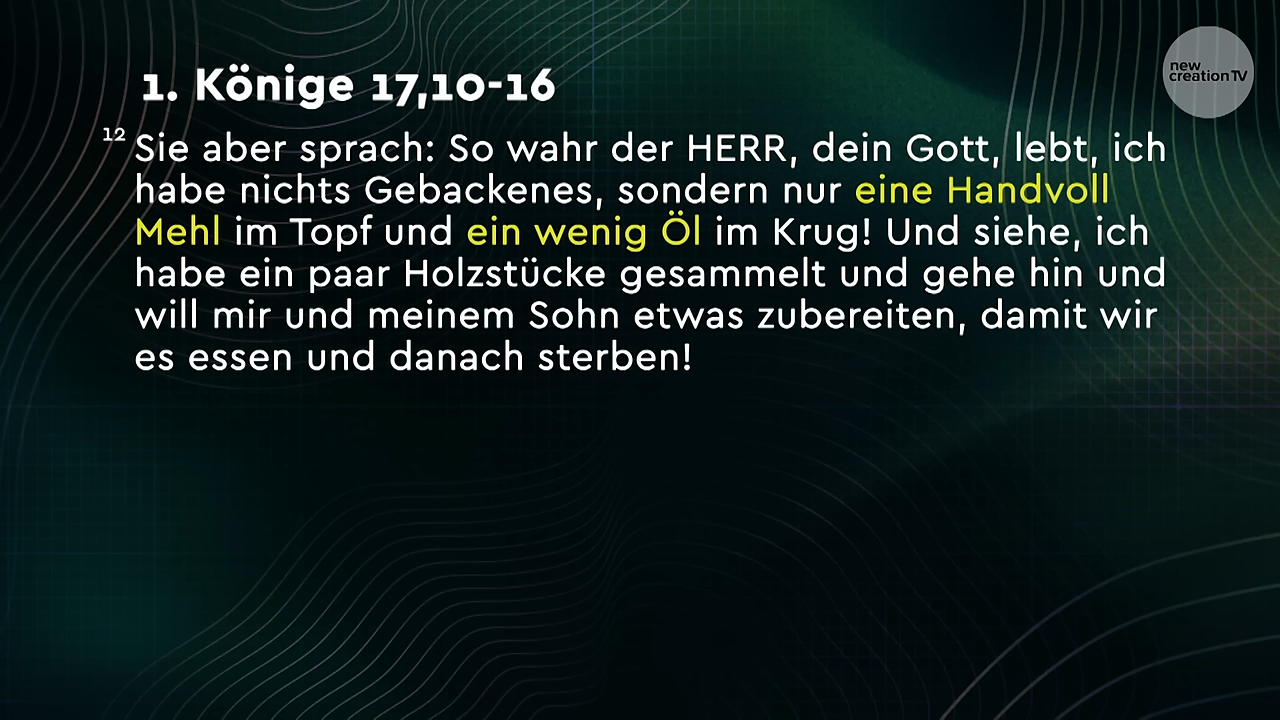 new
creation TV
1. Könige 17,10-16
12 Sie aber sprach: So wahr der HERR, dein Gott, lebt, ich
habe nichts Gebackenes, sondern nur eine Handvoll
Mehl im Topf und ein wenig Öl im Krug! Und siehe, ich
habe ein paar Holzstücke gesammelt und gehe hin und
will mir und meinem Sohn etwas zubereiten, damit wir
es essen und danach sterben!